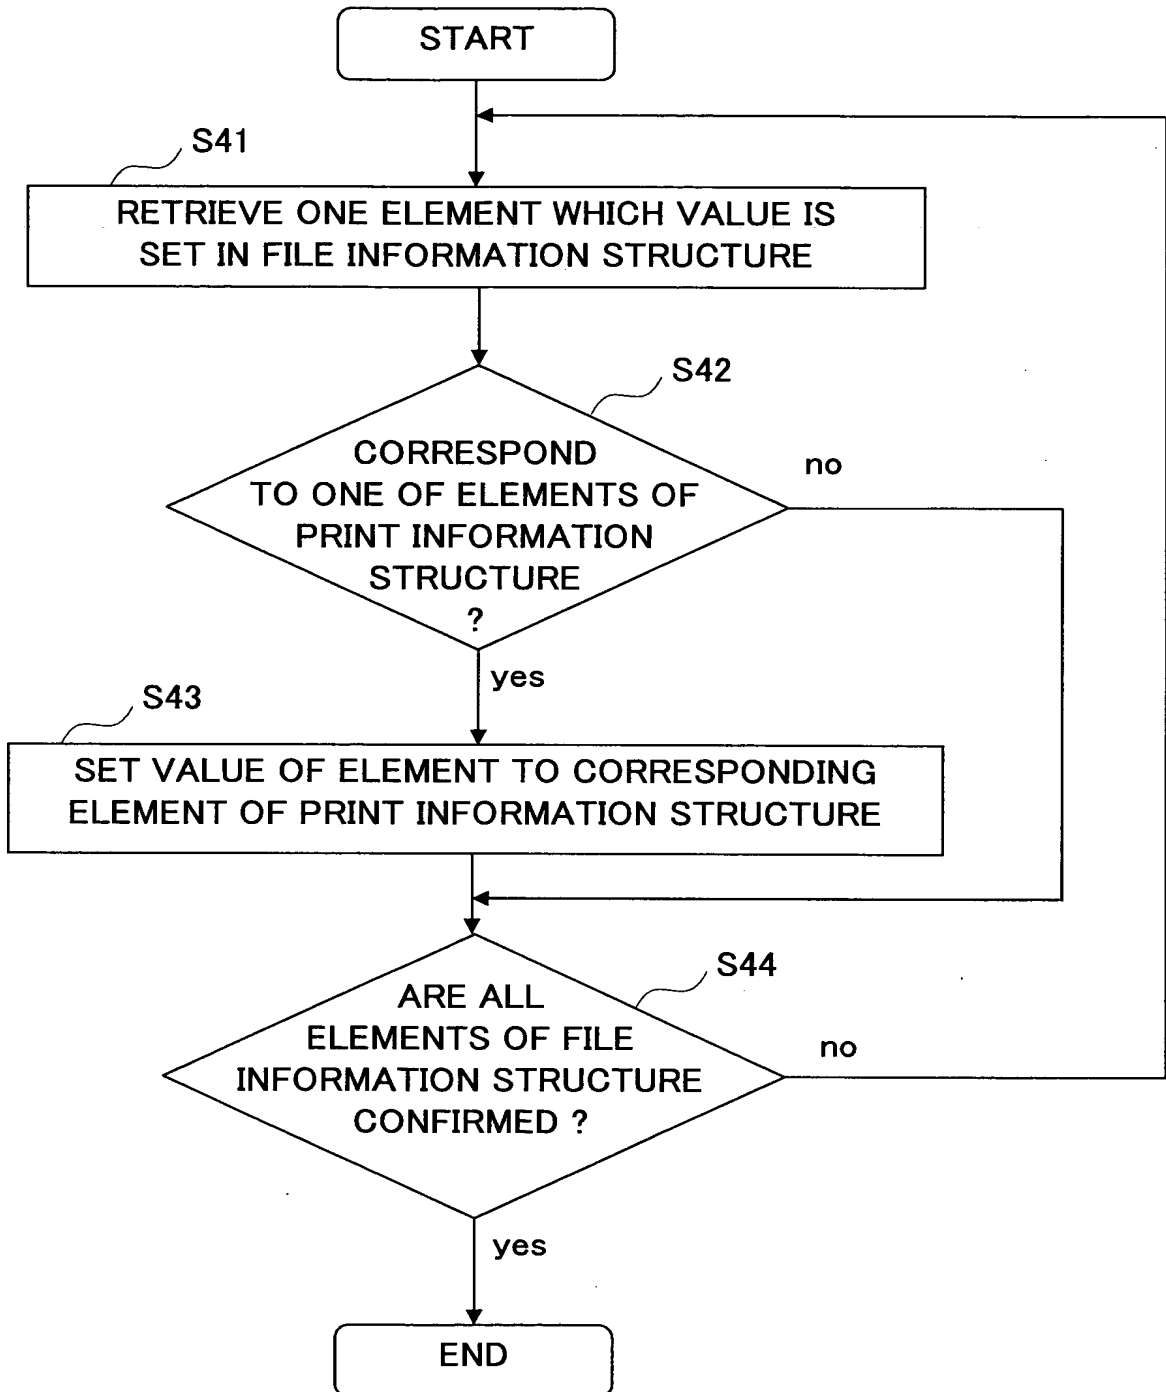 START
S41
RETRIEVE ONE ELEMENT WHICH VALUE IS
SET IN FILE INFORMATION STRUCTURE
S42
CORRESPOND
TO ONE OF ELEMENTS OF
PRINT INFORMATION
STRUCTURE
?
no
yes
S43
SET VALUE OF ELEMENT TO CORRESPONDING
ELEMENT OF PRINT INFORMATION STRUCTURE
S44
ARE ALL
ELEMENTS OF FILE
INFORMATION STRUCTURE
CONFIRMED ?
no
yes
END